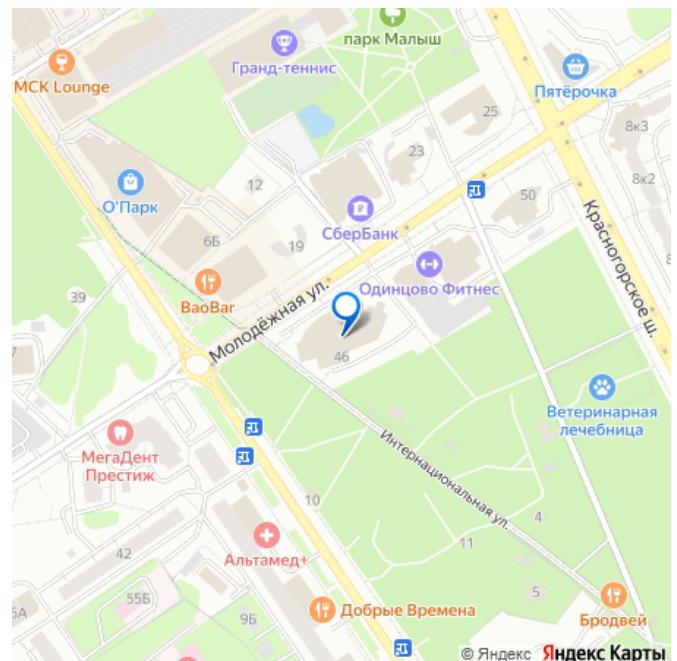 парк Малыш
Гранд-теннис
MCK Lounge
Пятёрочка
25
8к3
23
8к2
12
О'Парк
50
СберБанк
6Б
19
Одинцово Фитнес
Красногорское ш.
39
BaoBar
Молодёжная ул.
46
Ветеринарная
лечебница
МегаДент
Престиж
Интернациональная ул.
10
4
11
42
Альтамед+
5
55Б
9Б
Добрые Времена
Бродвей
© Яндекс Яндекс Карты